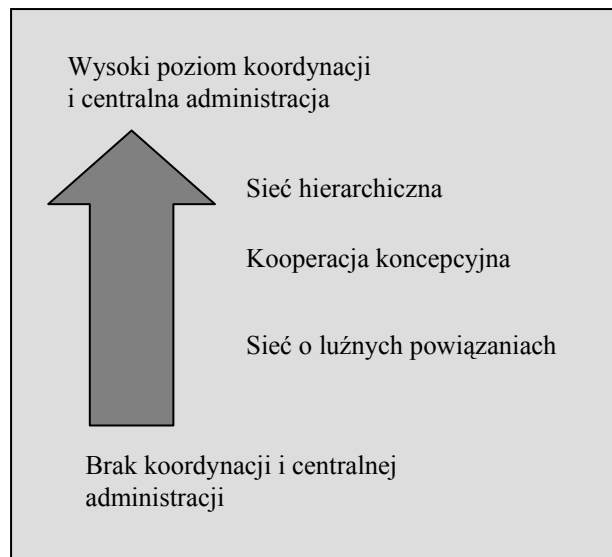 Wysoki poziom koordynacji
i centralna administracja
Sieć hierarchiczna
Kooperacja koncepcyjna
Sieć o luźnych powiązaniach
Brak koordynacji i centralnej
administracji